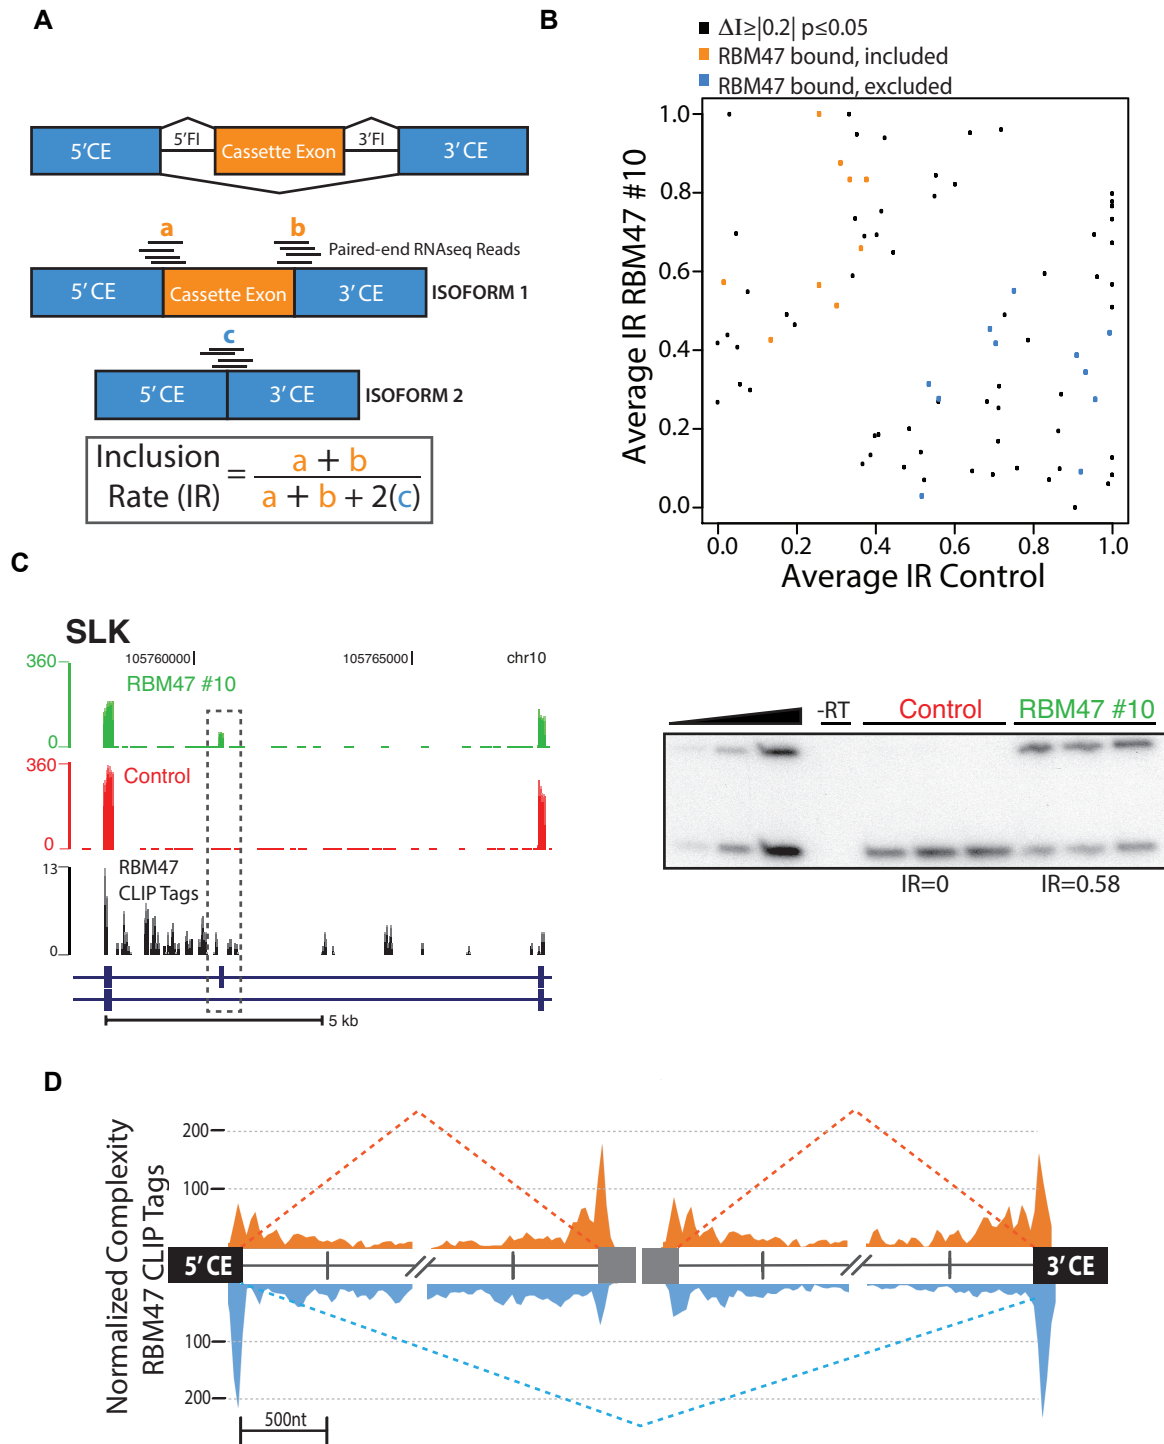 A
5'CE
5'FI
Cassette Exon
3'FI
3'CE
a
b
Paired-end RNAseq Reads
5'CE
Cassette Exon
3'CE
ISOFORM 1
c
5'CE
3'CE
ISOFORM 2
Inclusion Rate (IR) = a + b / a + b + 2(c)
B
ΔI≥|0.2| p≤0.05
RBM47 bound, included
RBM47 bound, excluded
Average IR RBM47 #10
1.0
0.8
0.6
0.4
0.2
0.0
0.0 0.2 0.4 0.6 0.8 1.0
Average IR Control
C
SLK
105760000 105765000 chr10
360
RBM47 #10
0
360
Control
0
13
RBM47
CLIP Tags
0
5 kb
-RT Control RBM47 #10
IR=0 IR=0.58
D
Normalized Complexity
RBM47 CLIP Tags
200
100
5'CE
3'CE
100
200
500nt